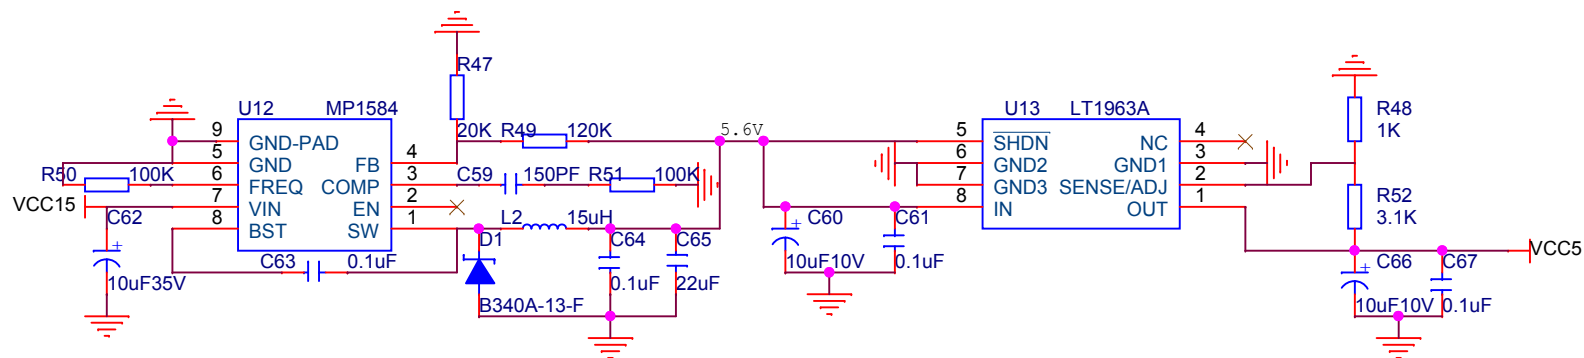 R47
U12 MP1584
U13 LT1963A
R48
1K
20K R49 120K
5.6V
9 GND-PAD
5 GND FB 4
R50 100K 6 FREQ COMP 3 C59 150PF R51 100K
VCC15 C62 7 VIN EN 2
8 BST SW 1 L2 15uH
D1 C64 C65
C63 0.1uF
10uF35V
B340A-13-F 0.1uF 22uF
5 SHDN NC 4
6 GND2 GND1 3
7 GND3 SENSE/ADJ 2
8 IN OUT 1
C60 C61
10uF10V 0.1uF
R52
3.1K
VCC5
C66 C67
10uF10V 0.1uF